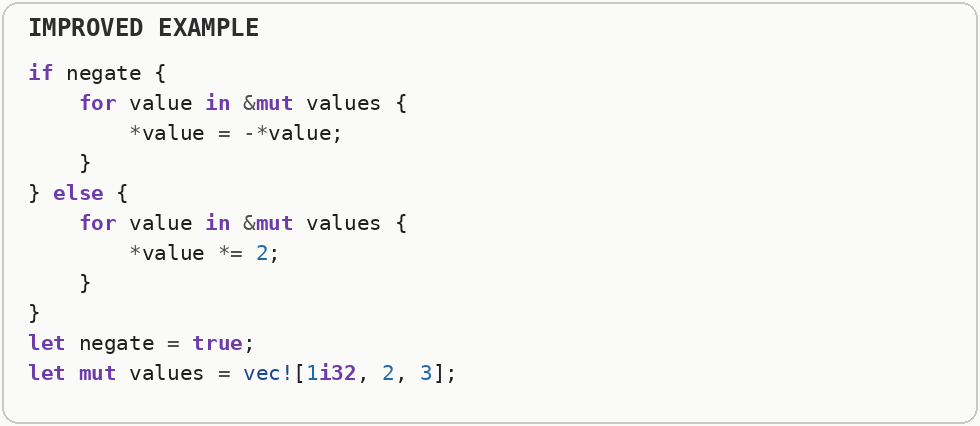 IMPROVED EXAMPLE
if negate {
    for value in &mut values {
        *value = -*value;
    }
} else {
    for value in &mut values {
        *value *= 2;
    }
}
let negate = true;
let mut values = vec![1i32, 2, 3];